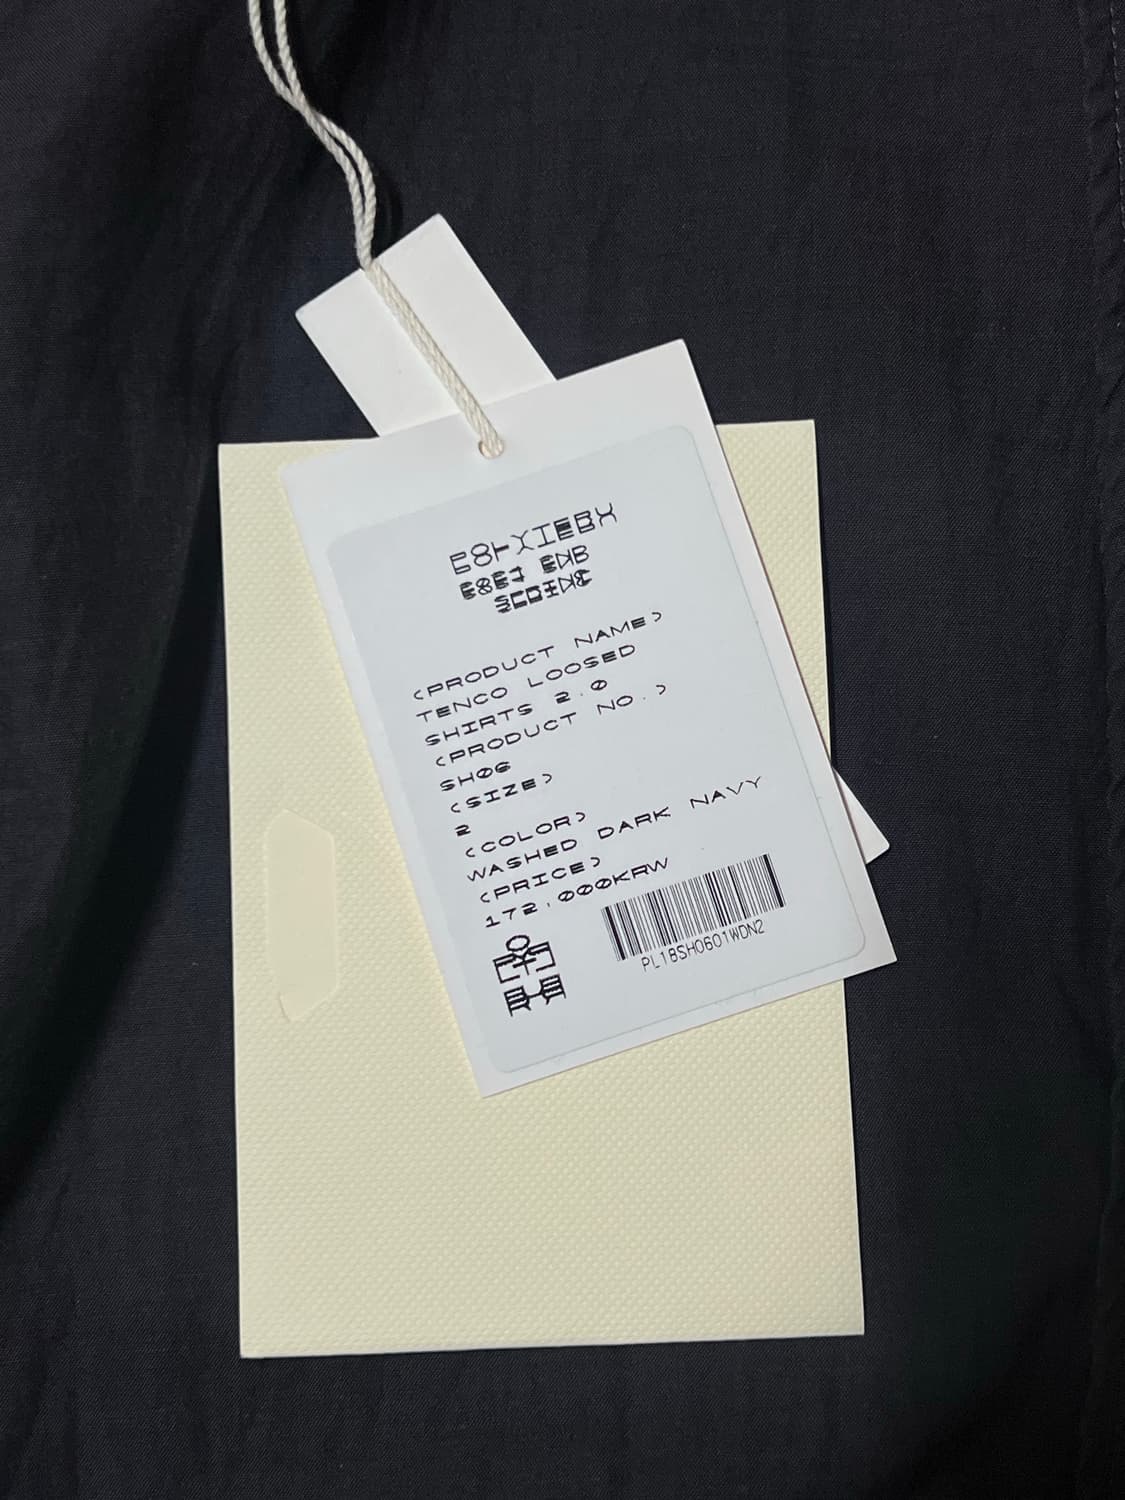 <PRODUCT NAME>
TENCO LOOSED
SHIRTS 2.0
<PRODUCT NO.>
SH06
<SIZE>
2
<COLOR>
WASHED DARK NAVY
<PRICE>
172,000KRW
PL18SH0601WDN2